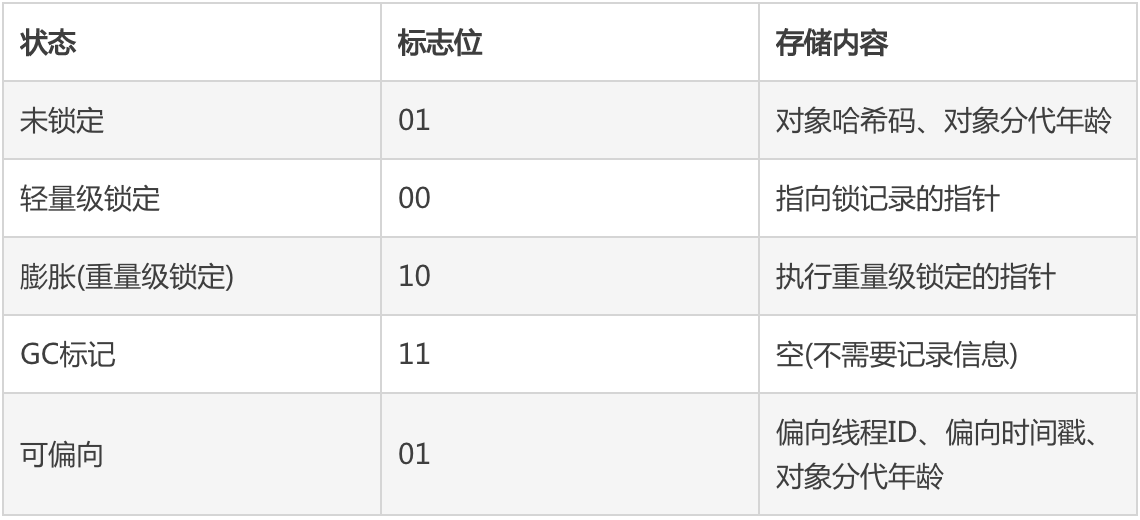 状态 标志位 存储内容
未锁定 01 对象哈希码、对象分代年龄
轻量级锁定 00 指向锁记录的指针
膨胀(重量级锁定) 10 执行重量级锁定的指针
GC标记 11 空(不需要记录信息)
可偏向 01 偏向线程ID、偏向时间戳、
对象分代年龄